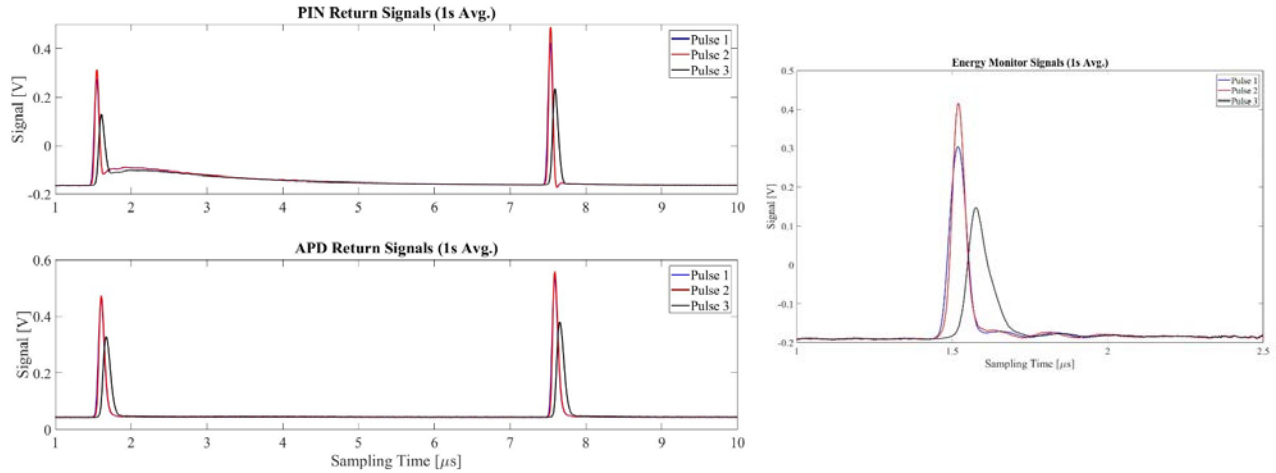 PIN Return Signals (1s Avg.)
Signal [V]
0.4
0.2
0
-0.2
Pulse 1
Pulse 2
Pulse 3
1 2 3 4 5 6 7 8 9 10
APD Return Signals (1s Avg.)
Signal [V]
0.6
0.4
0.2
0
Pulse 1
Pulse 2
Pulse 3
1 2 3 4 5 6 7 8 9 10
Sampling Time [μs]
Energy Monitor Signals (1s Avg.)
Signal [V]
0.5
0.4
0.3
0.2
0.1
0
-0.1
-0.2
Pulse 1
Pulse 2
Pulse 3
1 1.5 2 2.5
Sampling Time [μs]